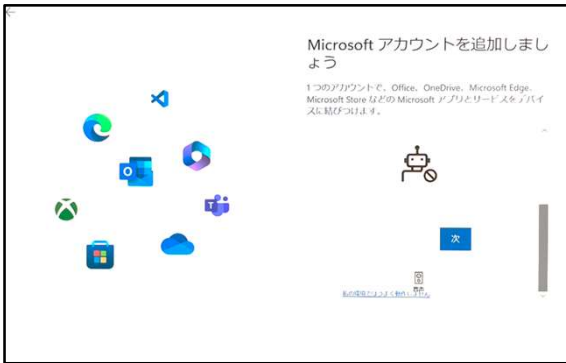 Microsoft アカウントを追加しまし
ょう
1 つのアカウントで、Office、OneDrive、Microsoft Edge、
Microsoft Store などの Microsoft アプリとサービスをデバイ
スに結びつけます。
次
音声